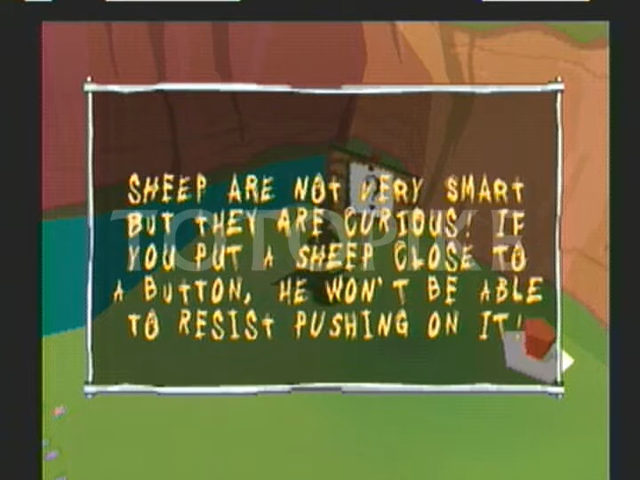 SHEEP ARE NOT VERY SMART
BUT THEY ARE CURIOUS! IF
YOU PUT A SHEEP CLOSE TO
A BUTTON, HE WON'T BE ABLE
TO RESIST PUSHING ON IT!